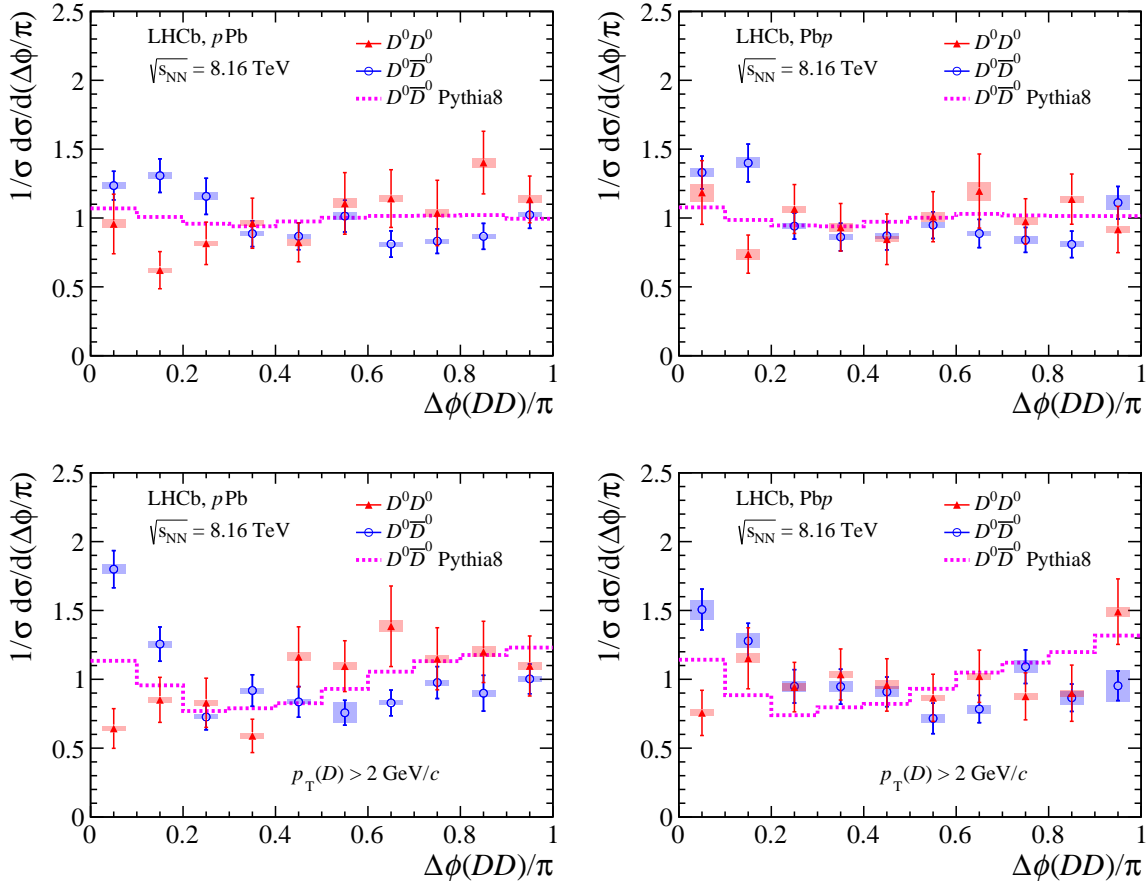 2.5
2
1.5
1
0.5
0
1/σ dσ/d(Δϕ/π)
LHCb, pPb
√s_NN = 8.16 TeV
D⁰D⁰
D⁰D̅⁰
D⁰D̅⁰ Pythia8
0 0.2 0.4 0.6 0.8 1
Δϕ(DD)/π
2.5
2
1.5
1
0.5
0
1/σ dσ/d(Δϕ/π)
LHCb, Pbp
√s_NN = 8.16 TeV
D⁰D⁰
D⁰D̅⁰
D⁰D̅⁰ Pythia8
0 0.2 0.4 0.6 0.8 1
Δϕ(DD)/π
2.5
2
1.5
1
0.5
0
1/σ dσ/d(Δϕ/π)
LHCb, pPb
√s_NN = 8.16 TeV
D⁰D⁰
D⁰D̅⁰
D⁰D̅⁰ Pythia8
p_T(D) > 2 GeV/c
0 0.2 0.4 0.6 0.8 1
Δϕ(DD)/π
2.5
2
1.5
1
0.5
0
1/σ dσ/d(Δϕ/π)
LHCb, Pbp
√s_NN = 8.16 TeV
D⁰D⁰
D⁰D̅⁰
D⁰D̅⁰ Pythia8
p_T(D) > 2 GeV/c
0 0.2 0.4 0.6 0.8 1
Δϕ(DD)/π